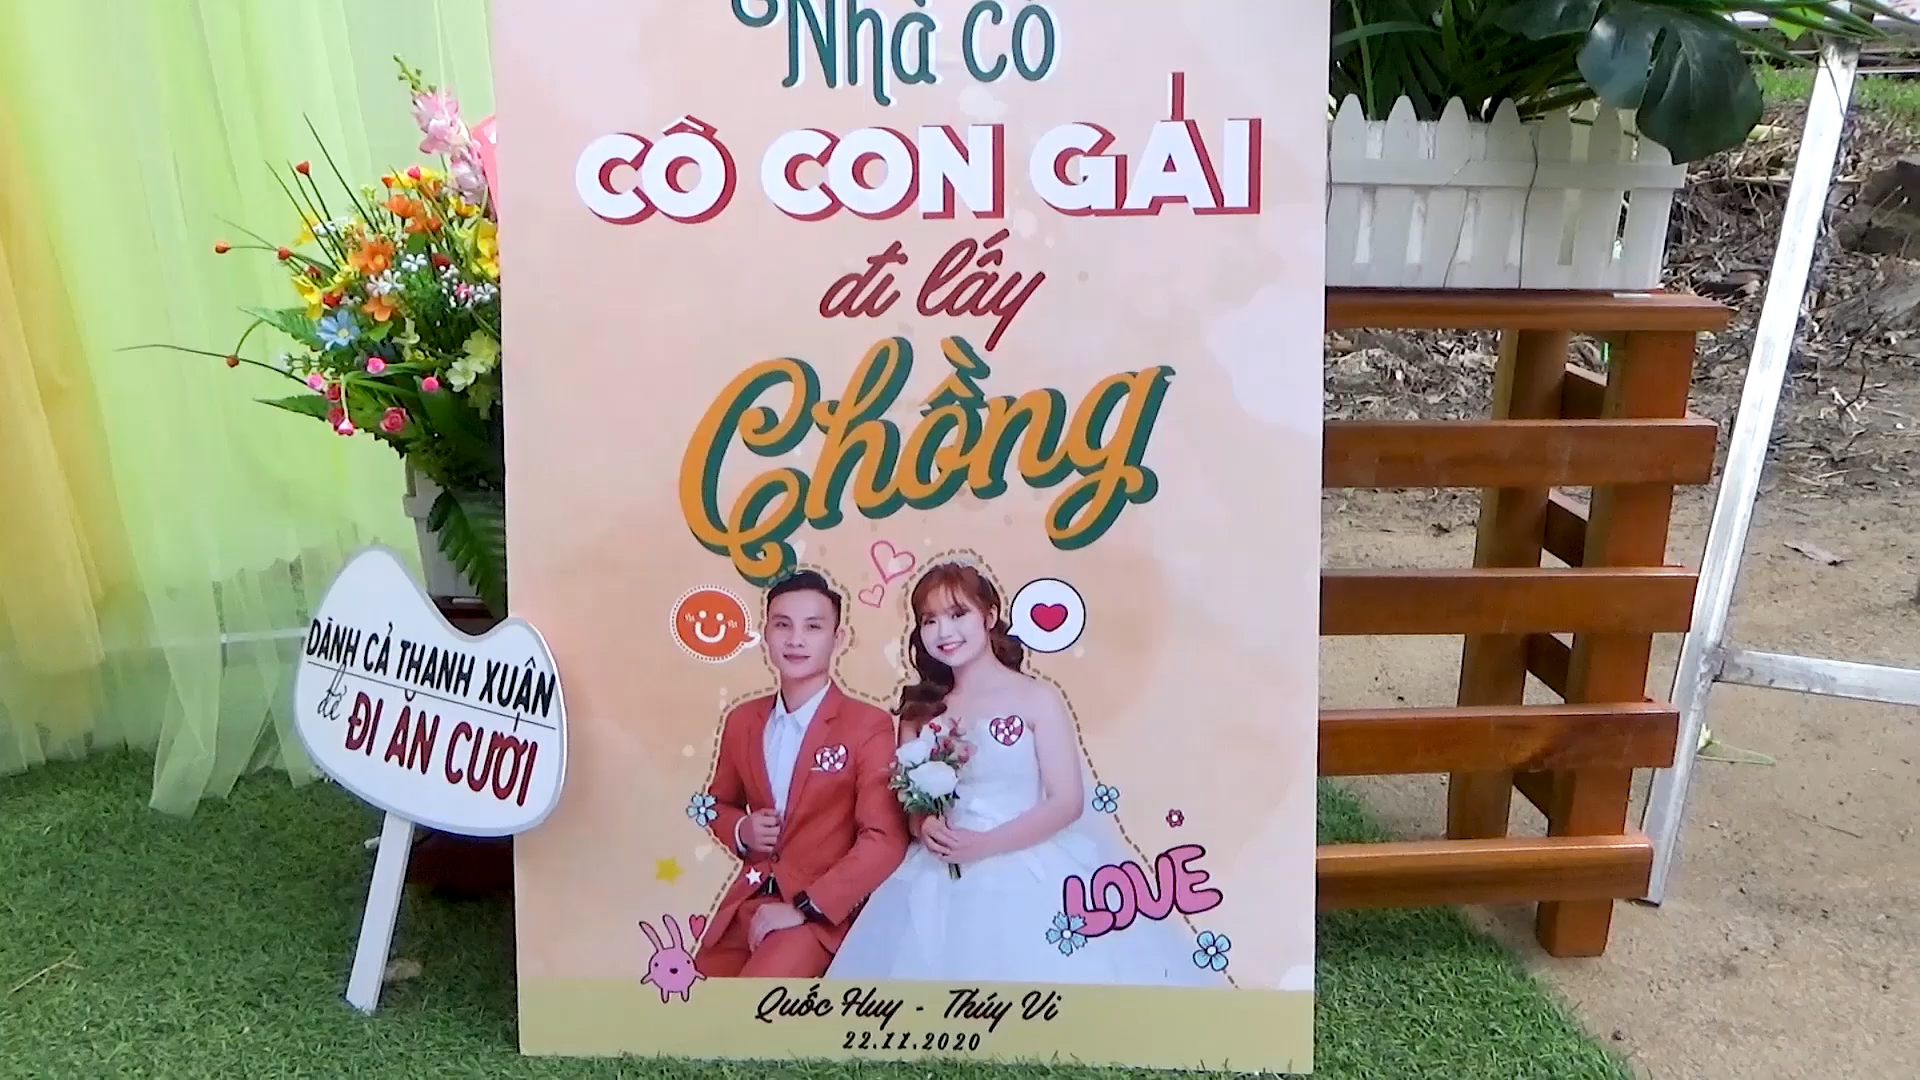 Nhà có
CÔ CON GÁI
đi lấy
Chồng
LOVE
Quốc Huy - Thúy Vi
22.11.2020
DÀNH CẢ THANH XUÂN
để ĐI ĂN CƯỚI